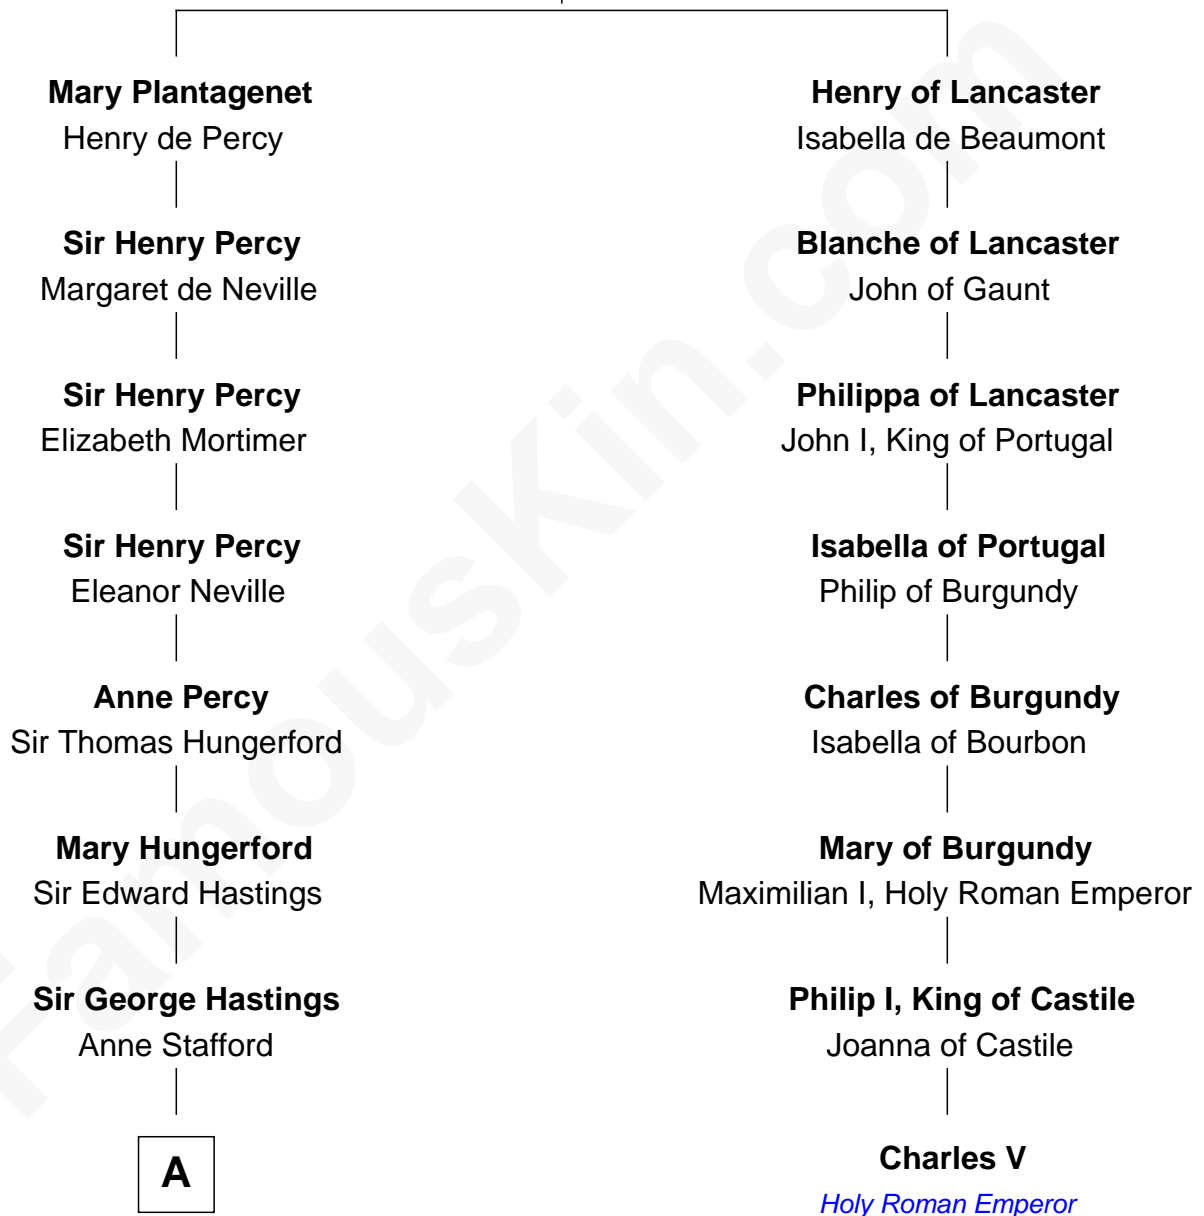 Mary Plantagenet
Henry de Percy
Sir Henry Percy
Margaret de Neville
Sir Henry Percy
Elizabeth Mortimer
Sir Henry Percy
Eleanor Neville
Anne Percy
Sir Thomas Hungerford
Mary Hungerford
Sir Edward Hastings
Sir George Hastings
Anne Stafford
A
Henry of Lancaster
Isabella de Beaumont
Blanche of Lancaster
John of Gaunt
Philippa of Lancaster
John I, King of Portugal
Isabella of Portugal
Philip of Burgundy
Charles of Burgundy
Isabella of Bourbon
Mary of Burgundy
Maximilian I, Holy Roman Emperor
Philip I, King of Castile
Joanna of Castile
Charles V
Holy Roman Emperor
FamousKin.com